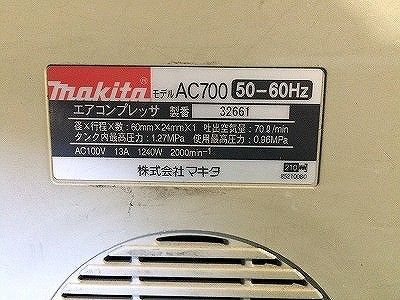 makita モデル AC700 50-60Hz
エアコンプレッサ 製番 32661
径×行程×数：60mm×24mm×1 吐出空気量：70ℓ/min
タンク内最高圧力：1.27MPa 使用最高圧力：0.96MPa
AC100V 13A 1240W 2000min⁻¹
株式会社 マキタ
210